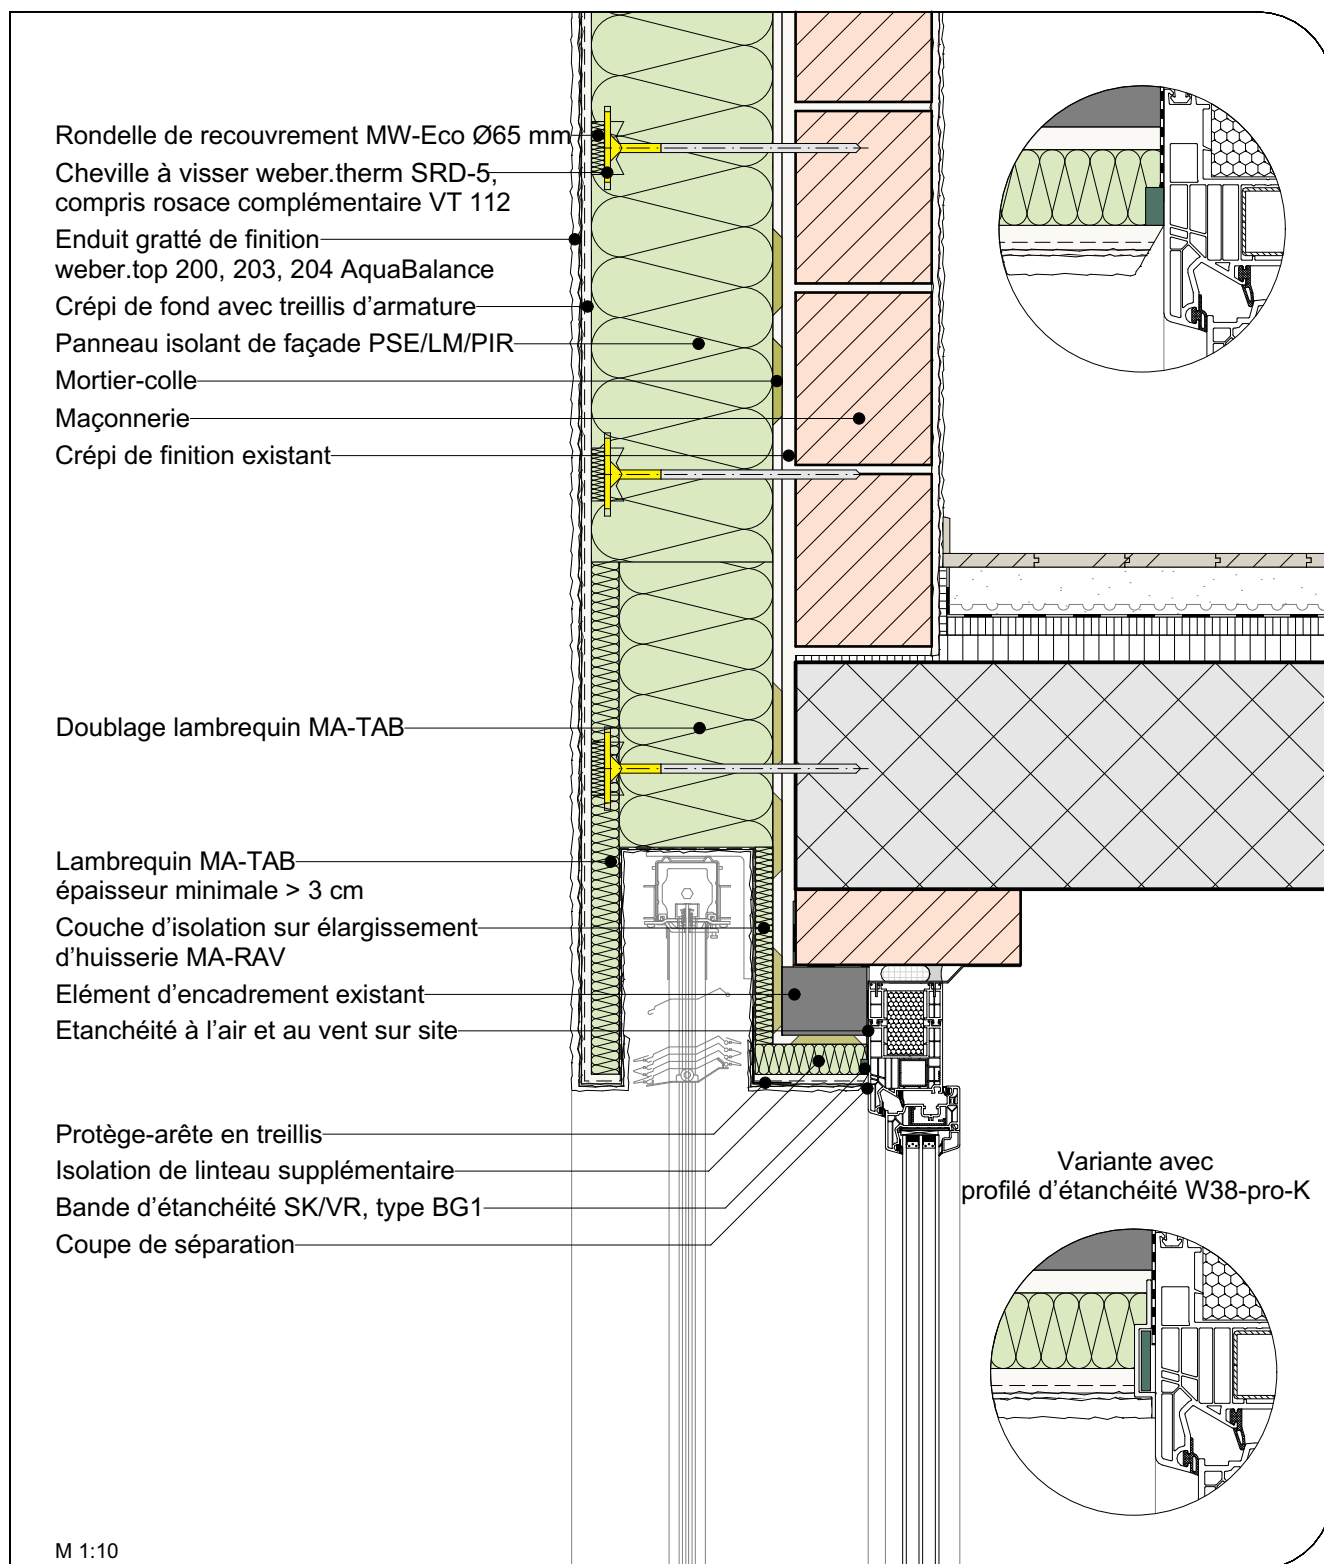 Rondelle de recouvrement MW-Eco Ø65 mm
Cheville à visser weber.therm SRD-5,
compris rosace complémentaire VT 112
Enduit gratté de finition
weber.top 200, 203, 204 AquaBalance
Crépi de fond avec treillis d’armature
Panneau isolant de façade PSE/LM/PIR
Mortier-colle
Maçonnerie
Crépi de finition existant
Doublage lambrequin MA-TAB
Lambrequin MA-TAB
épaisseur minimale > 3 cm
Couche d’isolation sur élargissement
d’huisserie MA-RAV
Elément d’encadrement existant
Etanchéité à l’air et au vent sur site
Protège-arête en treillis
Isolation de linteau supplémentaire
Bande d’étanchéité SK/VR, type BG1
Coupe de séparation
Variante avec
profilé d’étanchéité W38-pro-K
M 1:10